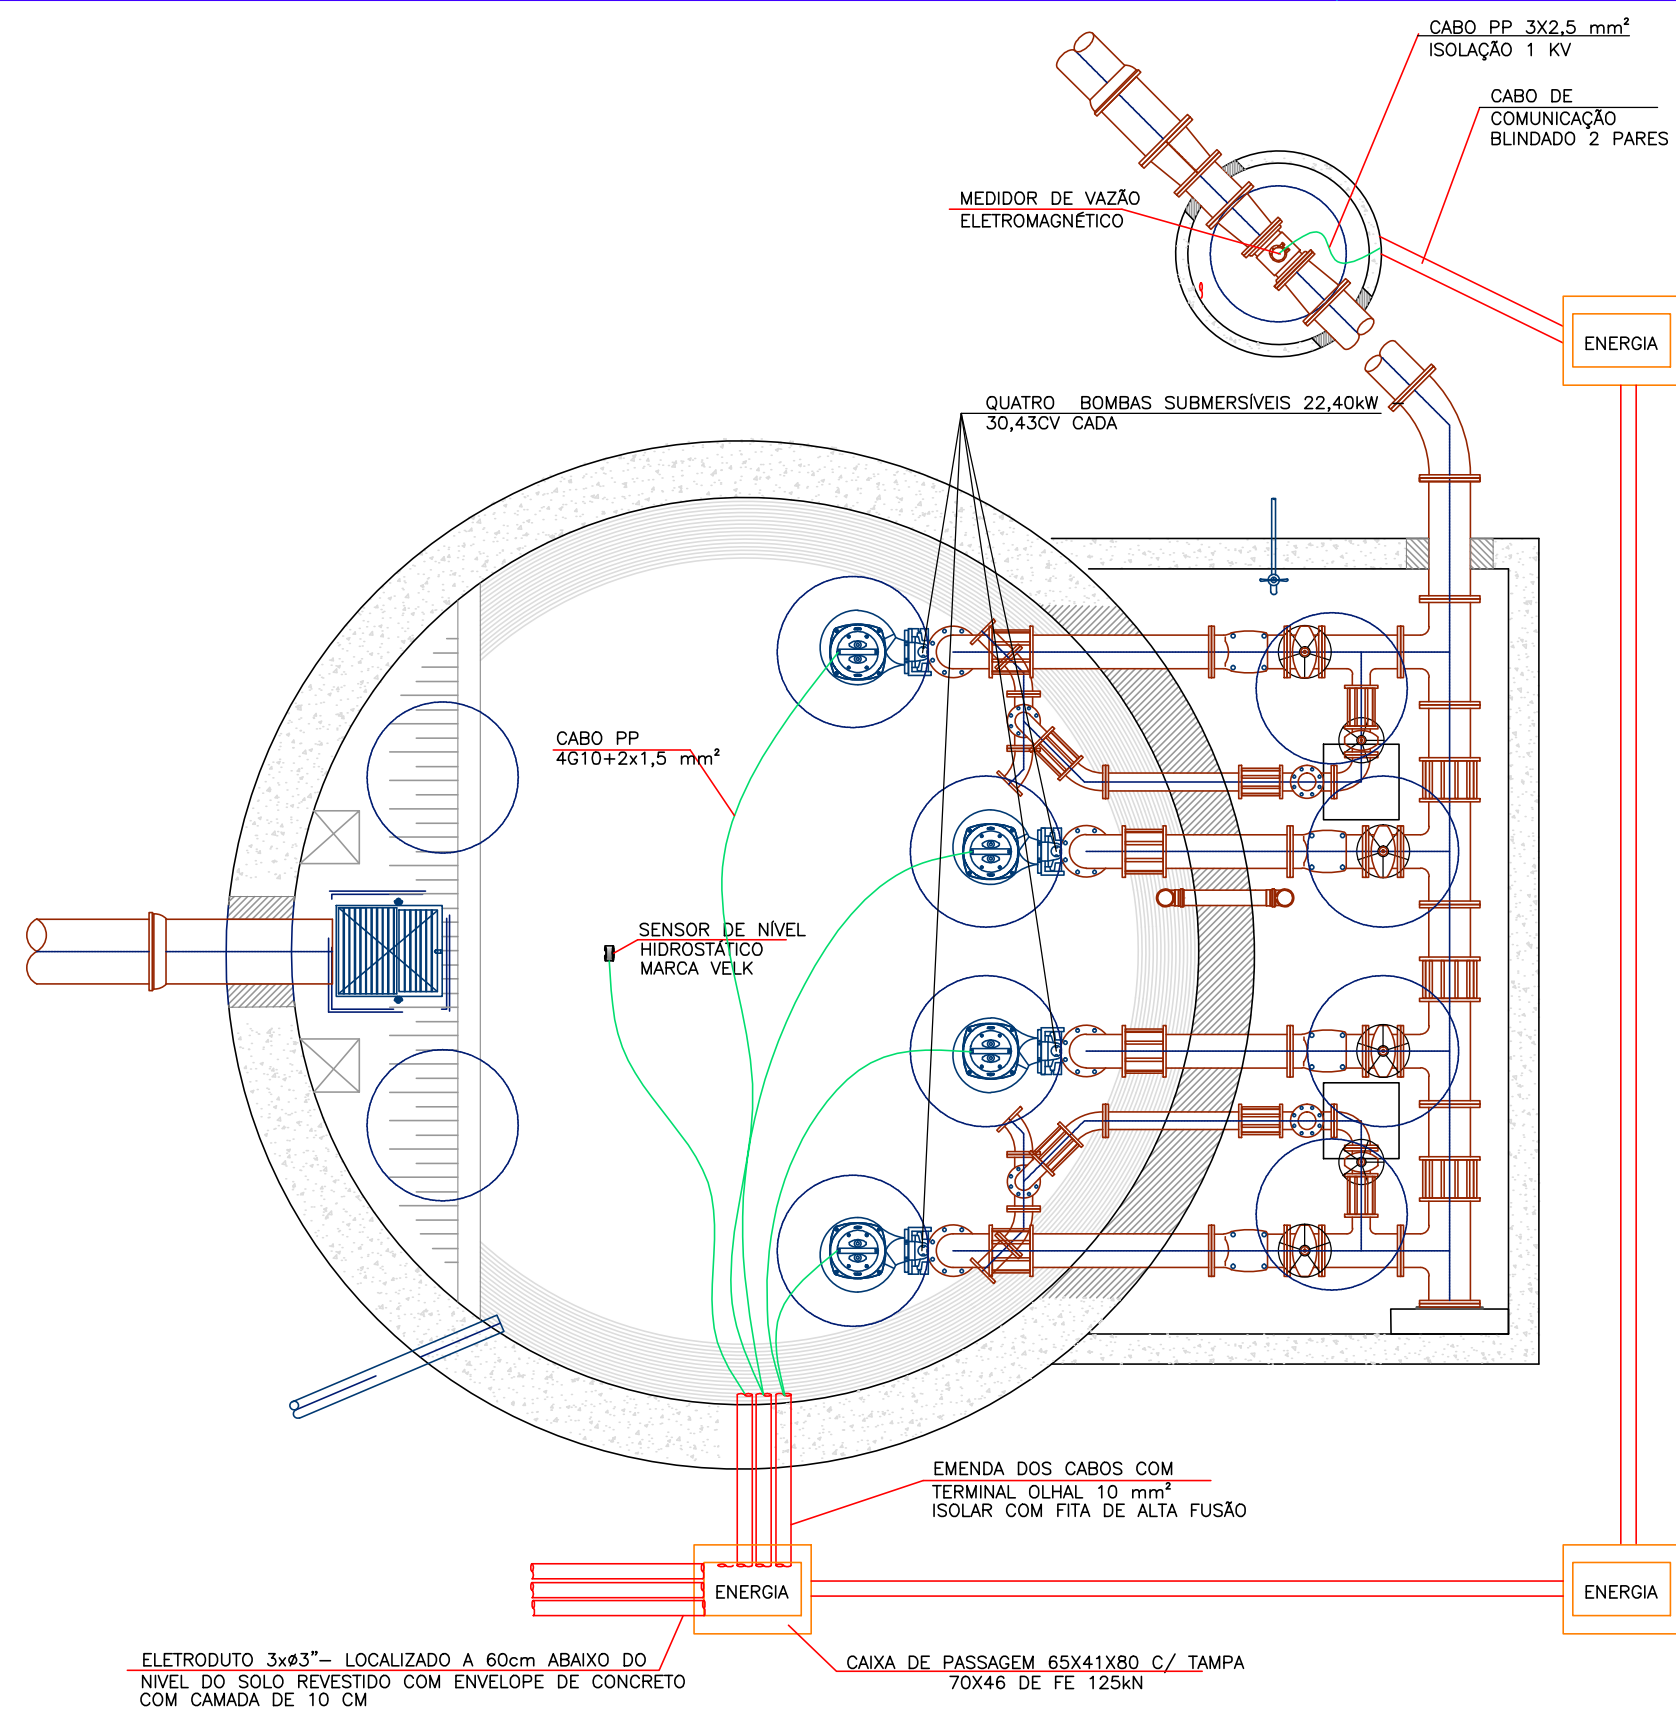 CABO PP 3X2,5 mm²
ISOLAÇÃO 1 KV
CABO DE
COMUNICAÇÃO
BLINDADO 2 PARES
MEDIDOR DE VAZÃO
ELETROMAGNÉTICO
ENERGIA
QUATRO BOMBAS SUBMERSÍVEIS 22,40kW
30,43CV CADA
CABO PP
4G10+2x1,5 mm²
SENSOR DE NÍVEL
HIDROSTÁTICO
MARCA VELK
EMENDA DOS CABOS COM
TERMINAL OLHAL 10 mm²
ISOLAR COM FITA DE ALTA FUSÃO
ENERGIA
ENERGIA
ELETRODUTO 3xø3"– LOCALIZADO A 60cm ABAIXO DO
NIVEL DO SOLO REVESTIDO COM ENVELOPE DE CONCRETO
COM CAMADA DE 10 CM
CAIXA DE PASSAGEM 65X41X80 C/ TAMPA
70X46 DE FE 125kN